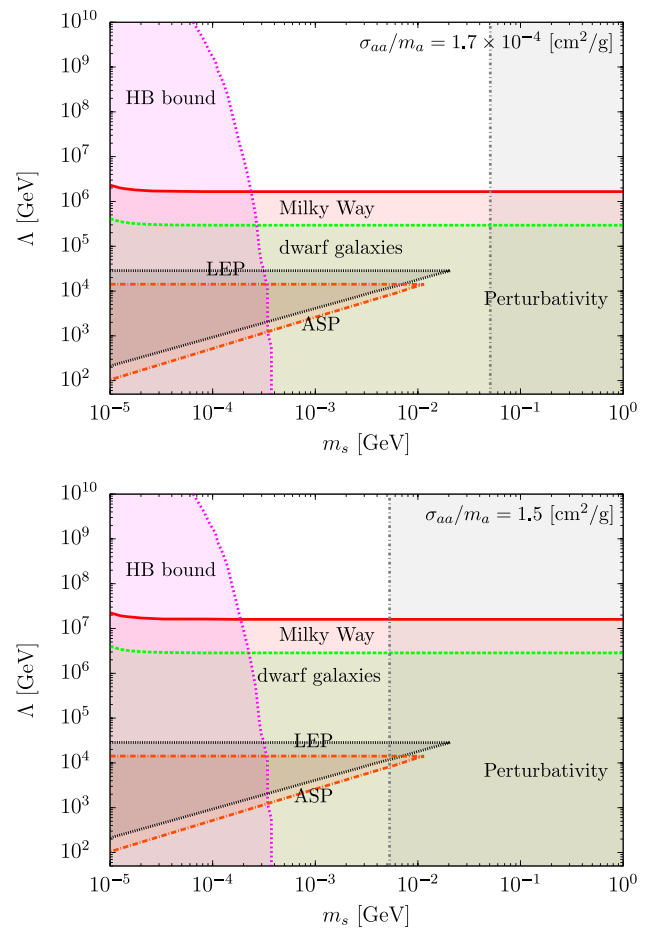 σ_aa/m_a = 1.7 × 10^−4 [cm²/g]
HB bound
Milky Way
dwarf galaxies
LEP
ASP
Perturbativity
Λ [GeV]
10^10
10^9
10^8
10^7
10^6
10^5
10^4
10^3
10^2
10^−5 10^−4 10^−3 10^−2 10^−1 10^0
m_s [GeV]
σ_aa/m_a = 1.5 [cm²/g]
HB bound
Milky Way
dwarf galaxies
LEP
ASP
Perturbativity
Λ [GeV]
10^10
10^9
10^8
10^7
10^6
10^5
10^4
10^3
10^2
10^−5 10^−4 10^−3 10^−2 10^−1 10^0
m_s [GeV]